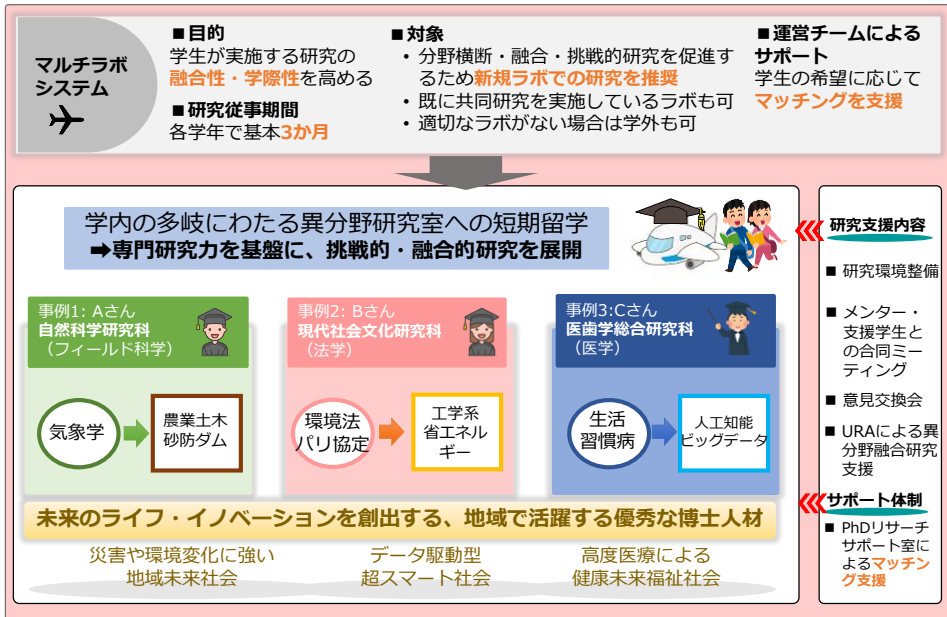 マルチラボ
システム
■目的
学生が実施する研究の
融合性・学際性を高める
■研究従事期間
各学年で基本3か月
■対象
・分野横断・融合・挑戦的研究を促進す
るため新規ラボでの研究を推奨
・既に共同研究を実施しているラボも可
・適切なラボがない場合は学外も可
■運営チームによる
サポート
学生の希望に応じて
マッチングを支援
学内の多岐にわたる異分野研究室への短期留学
➡専門研究力を基盤に、挑戦的・融合的研究を展開
事例1: Aさん
自然科学研究科
（フィールド科学）
気象学
農業土木
砂防ダム
事例2: Bさん
現代社会文化研究科
（法学）
環境法
パリ協定
工学系
省エネル
ギー
事例3:Cさん
医歯学総合研究科
（医学）
生活
習慣病
人工知能
ビッグデータ
未来のライフ・イノベーションを創出する、地域で活躍する優秀な博士人材
災害や環境変化に強い
地域未来社会
データ駆動型
超スマート社会
高度医療による
健康未来福祉社会
研究支援内容
■ 研究環境整備
■ メンター・
支援学生と
の合同ミー
ティング
■ 意見交換会
■ URAによる異
分野融合研究
支援
サポート体制
■ PhDリサーチ
サポート室に
よるマッチン
グ支援